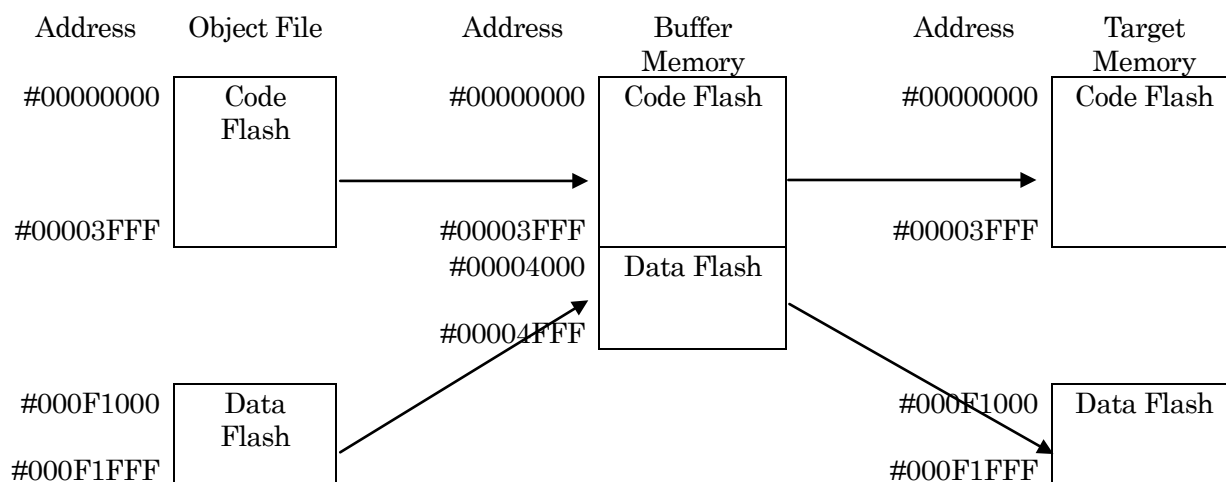 Address Object File Address Buffer Memory Address Target Memory
#00000000 Code Flash #00000000 Code Flash #00000000 Code Flash
#00003FFF #00003FFF #00003FFF
#00004000 Data Flash
#00004FFF
#000F1000 Data Flash #000F1000 Data Flash
#000F1FFF #000F1FFF